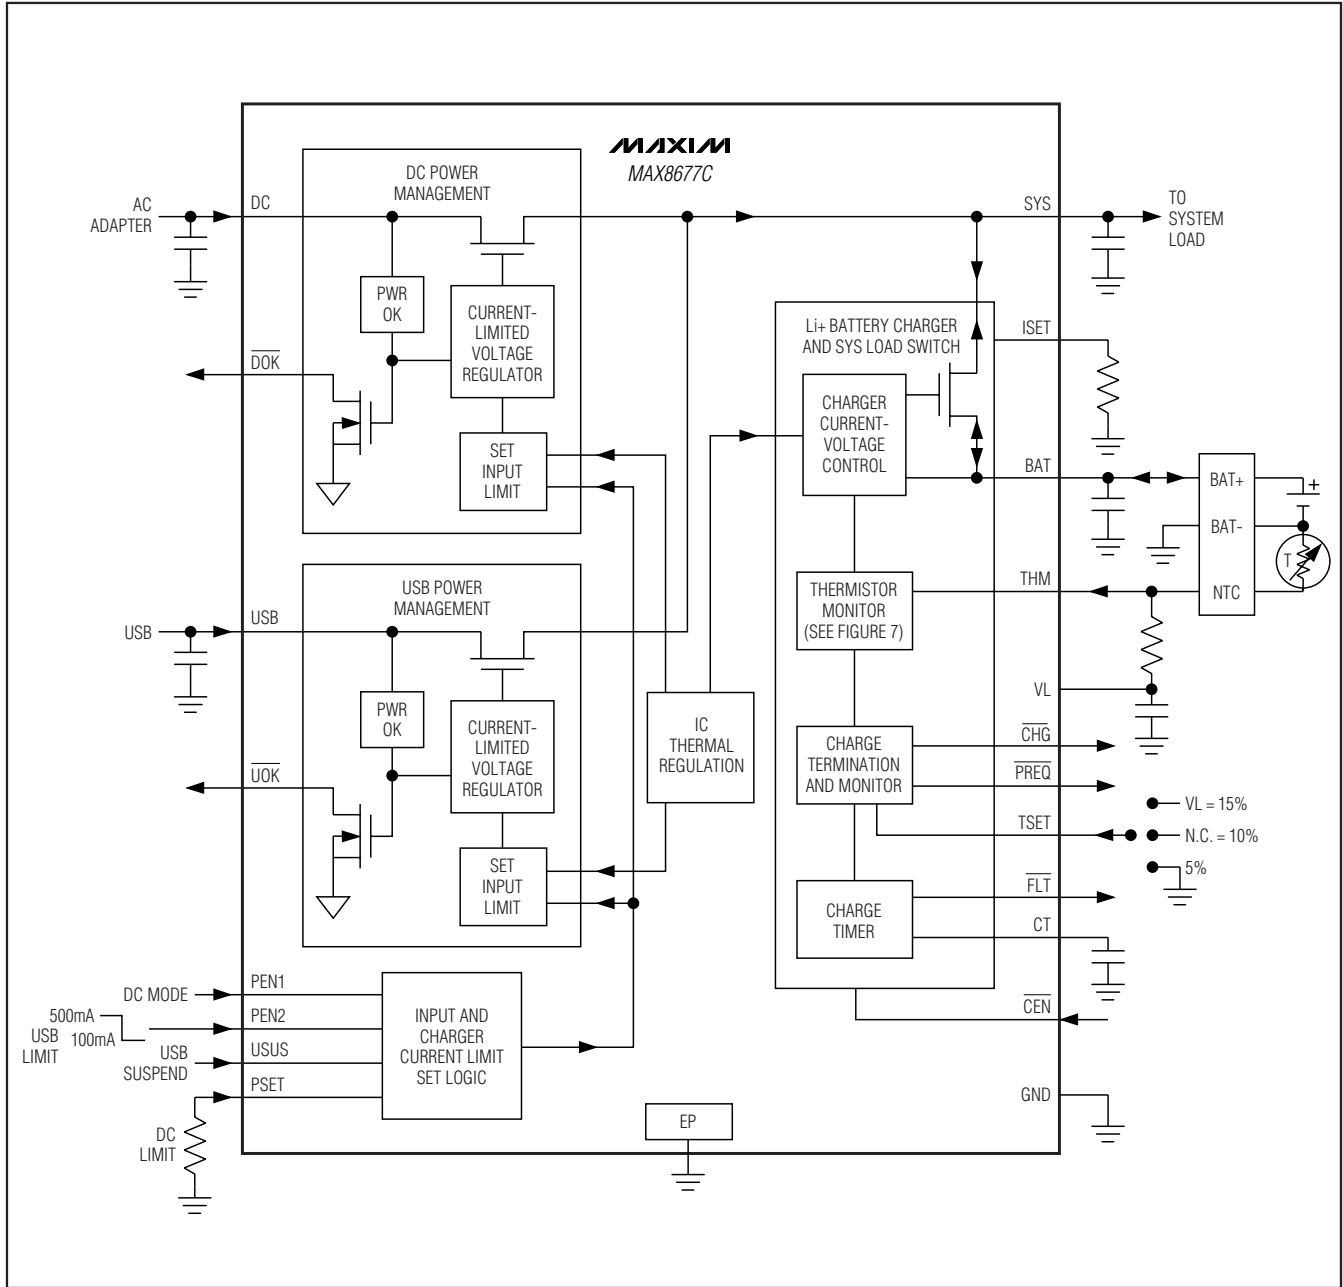 MAXIM
MAX8677C
DC POWER
MANAGEMENT
AC
ADAPTER
DC
PWR
OK
CURRENT-
LIMITED
VOLTAGE
REGULATOR
DOK
SET
INPUT
LIMIT
USB POWER
MANAGEMENT
USB
USB
PWR
OK
CURRENT-
LIMITED
VOLTAGE
REGULATOR
UOK
SET
INPUT
LIMIT
DC MODE
PEN1
500mA
100mA
USB
LIMIT
PEN2
USB
SUSPEND
USUS
PSET
DC
LIMIT
INPUT AND
CHARGER
CURRENT LIMIT
SET LOGIC
IC
THERMAL
REGULATION
EP
Li+ BATTERY CHARGER
AND SYS LOAD SWITCH
CHARGER
CURRENT-
VOLTAGE
CONTROL
THERMISTOR
MONITOR
(SEE FIGURE 7)
CHARGE
TERMINATION
AND MONITOR
CHARGE
TIMER
SYS
TO
SYSTEM
LOAD
ISET
BAT
BAT+
+
BAT-
T
NTC
THM
VL
CHG
PREQ
TSET
VL = 15%
N.C. = 10%
5%
FLT
CT
CEN
GND